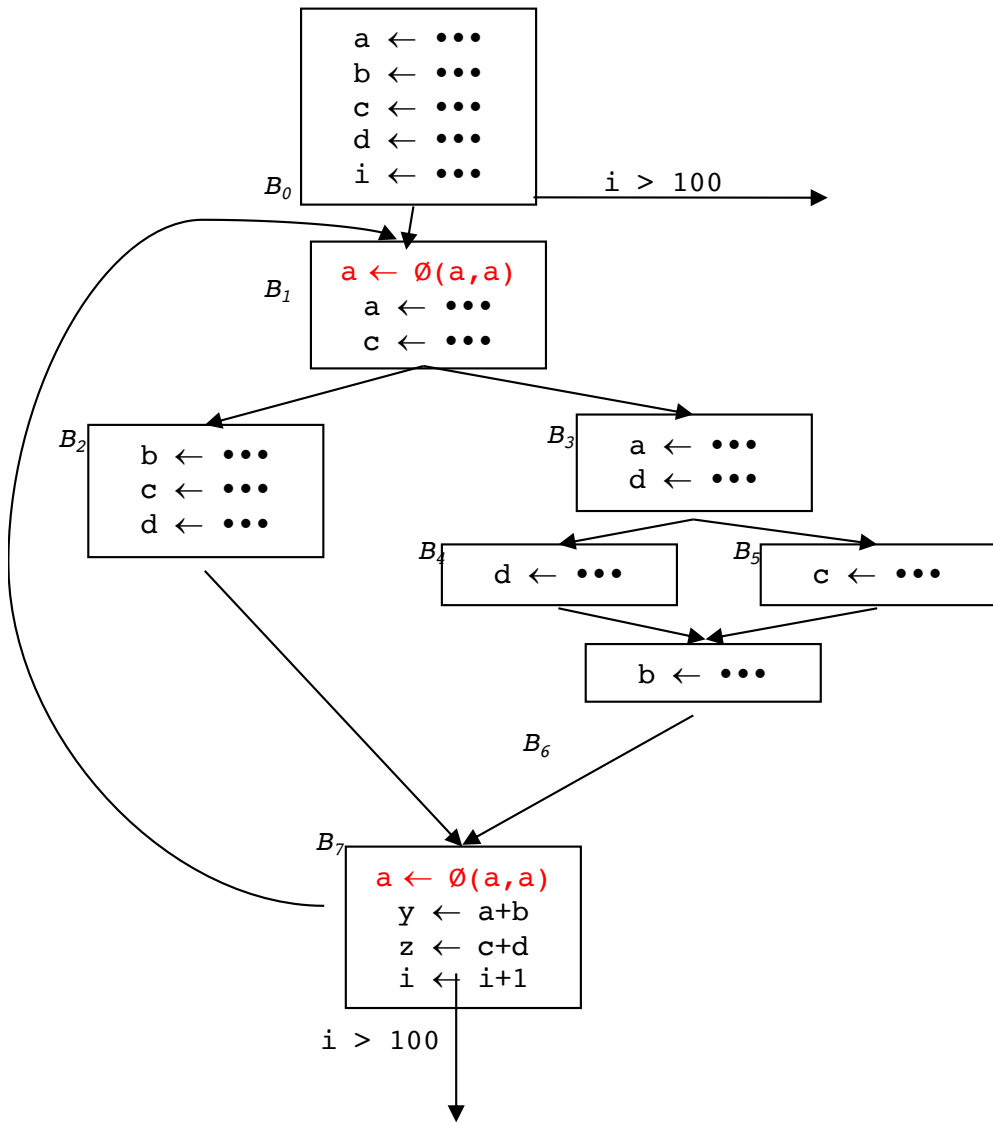 a ← •••
b ← •••
c ← •••
d ← •••
i ← •••
B0
i > 100
a ← Ø(a,a)
B1
a ← •••
c ← •••
B2
b ← •••
c ← •••
d ← •••
B3
a ← •••
d ← •••
B4
d ← •••
B5
c ← •••
b ← •••
B6
B7
a ← Ø(a,a)
y ← a+b
z ← c+d
i ← i+1
i > 100